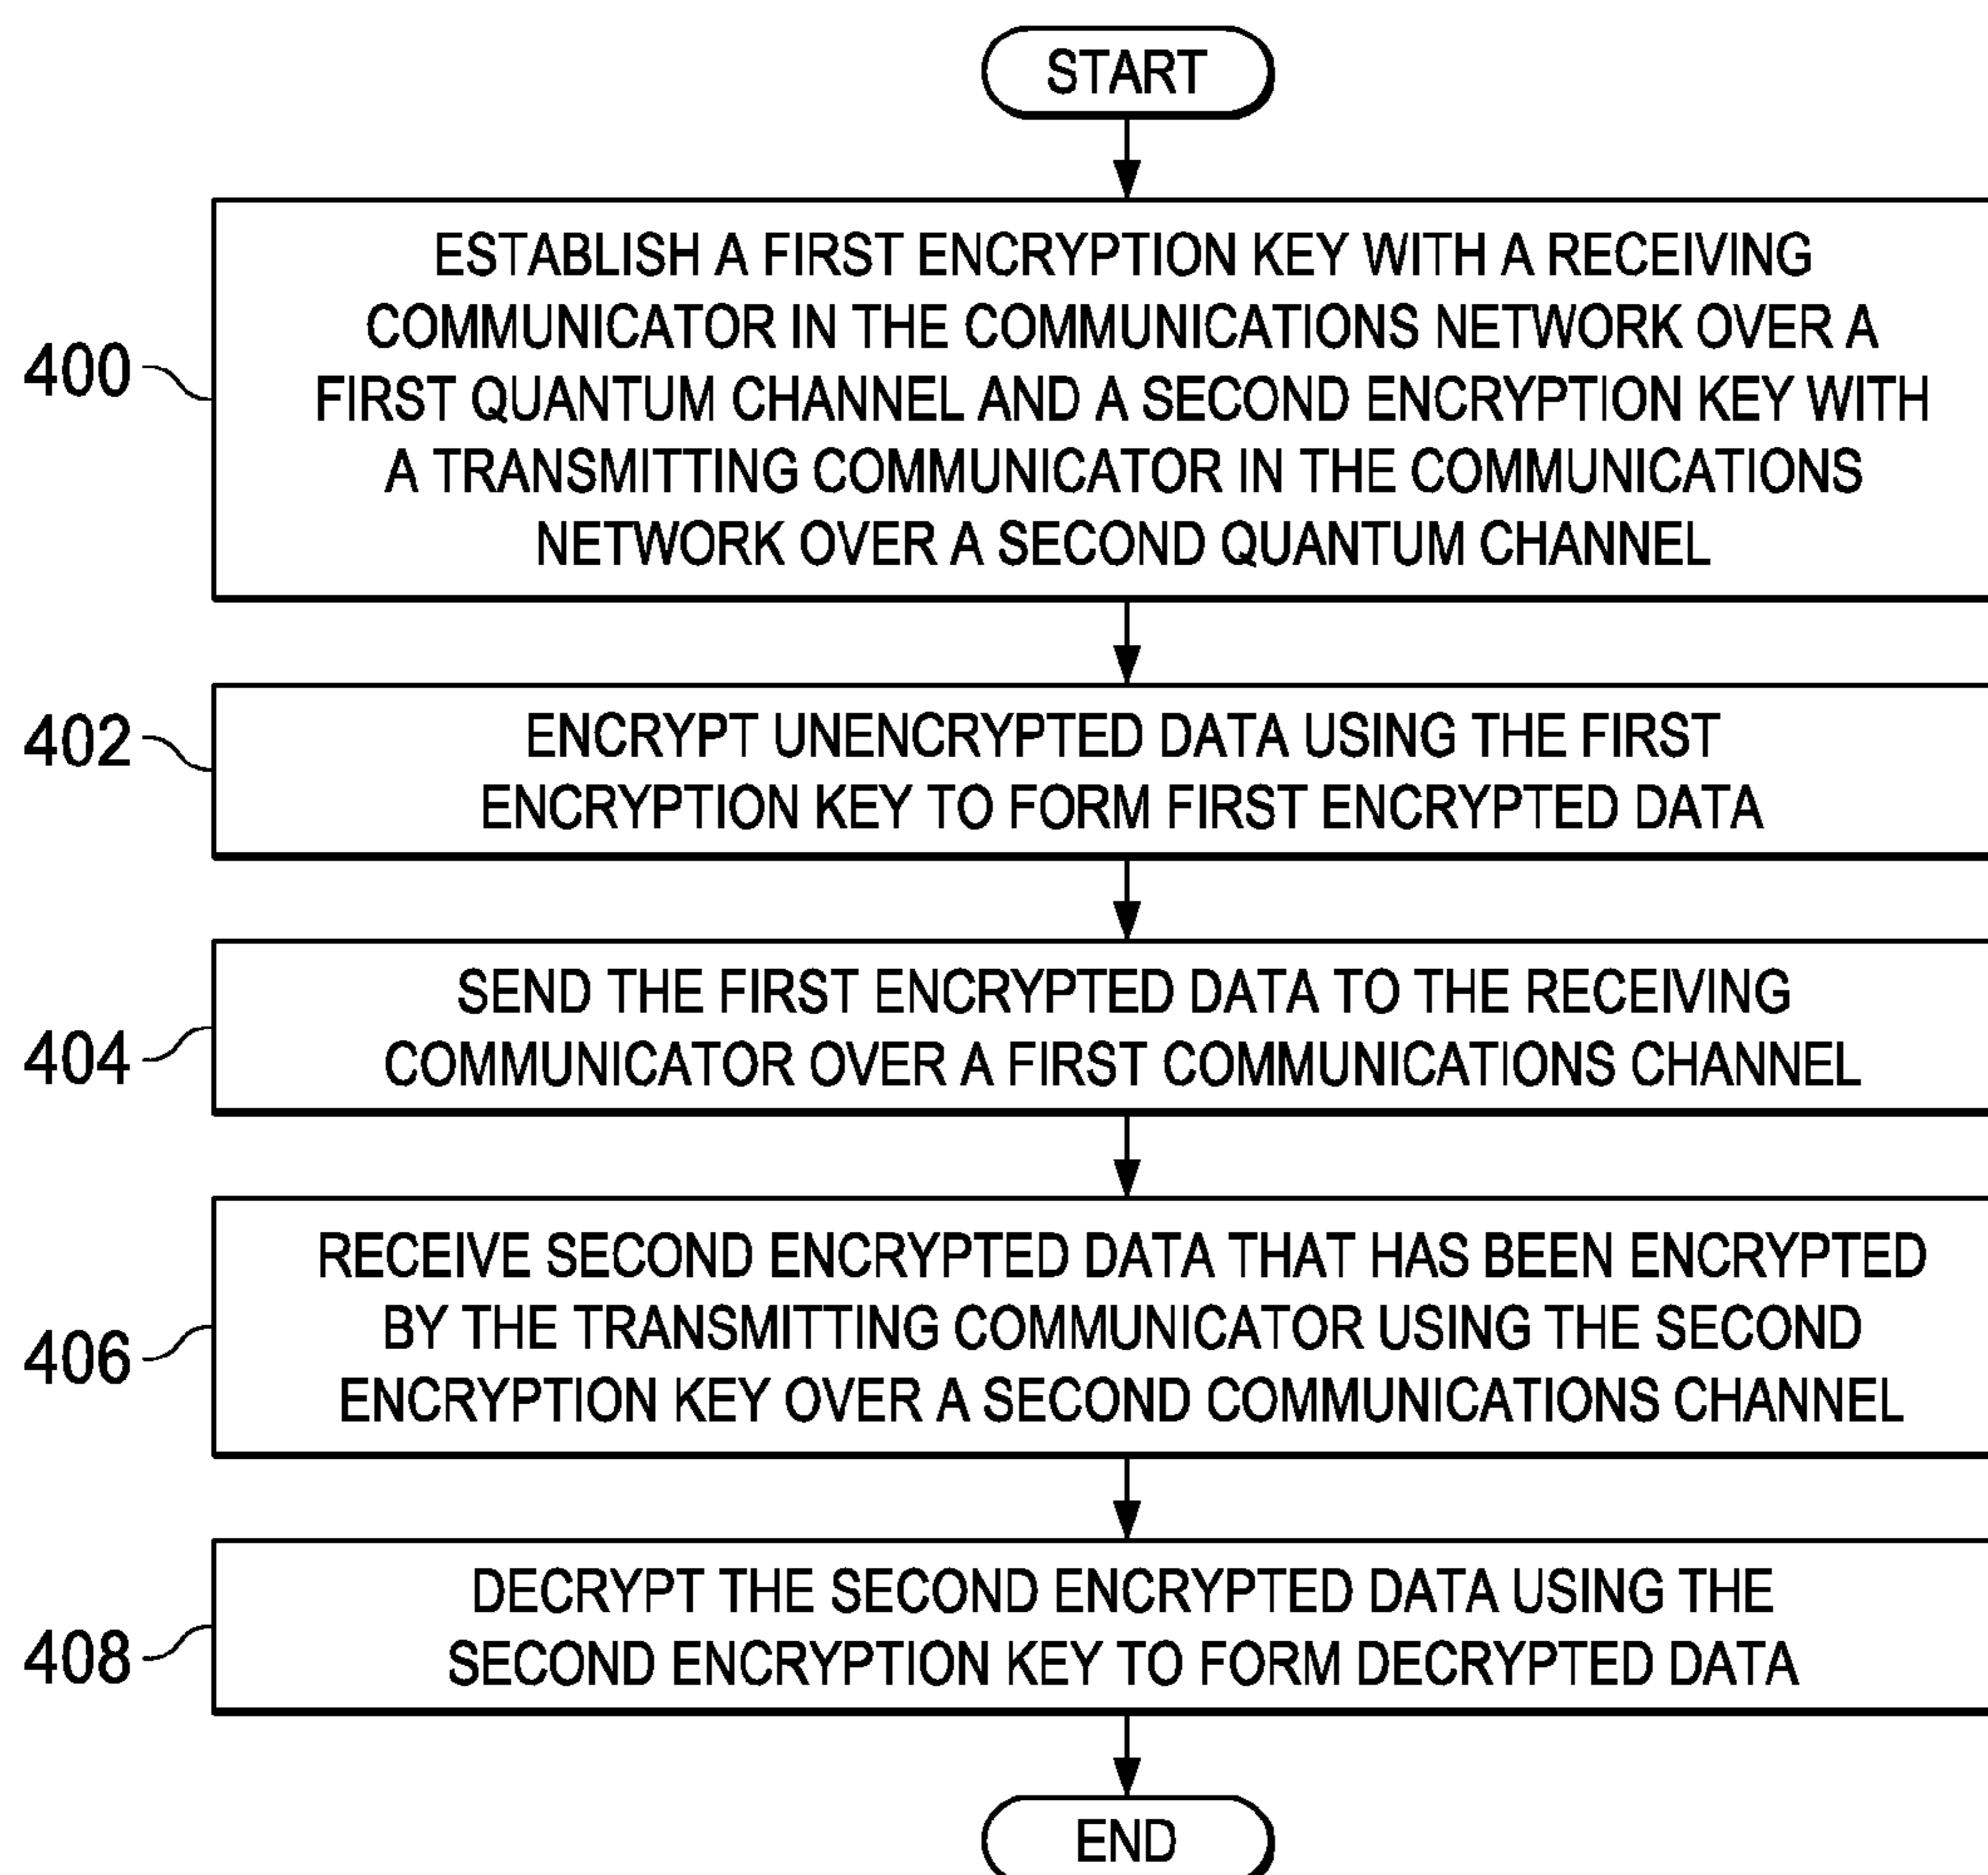 START
400
ESTABLISH A FIRST ENCRYPTION KEY WITH A RECEIVING
COMMUNICATOR IN THE COMMUNICATIONS NETWORK OVER A
FIRST QUANTUM CHANNEL AND A SECOND ENCRYPTION KEY WITH
A TRANSMITTING COMMUNICATOR IN THE COMMUNICATIONS
NETWORK OVER A SECOND QUANTUM CHANNEL
402
ENCRYPT UNENCRYPTED DATA USING THE FIRST
ENCRYPTION KEY TO FORM FIRST ENCRYPTED DATA
404
SEND THE FIRST ENCRYPTED DATA TO THE RECEIVING
COMMUNICATOR OVER A FIRST COMMUNICATIONS CHANNEL
406
RECEIVE SECOND ENCRYPTED DATA THAT HAS BEEN ENCRYPTED
BY THE TRANSMITTING COMMUNICATOR USING THE SECOND
ENCRYPTION KEY OVER A SECOND COMMUNICATIONS CHANNEL
408
DECRYPT THE SECOND ENCRYPTED DATA USING THE
SECOND ENCRYPTION KEY TO FORM DECRYPTED DATA
END